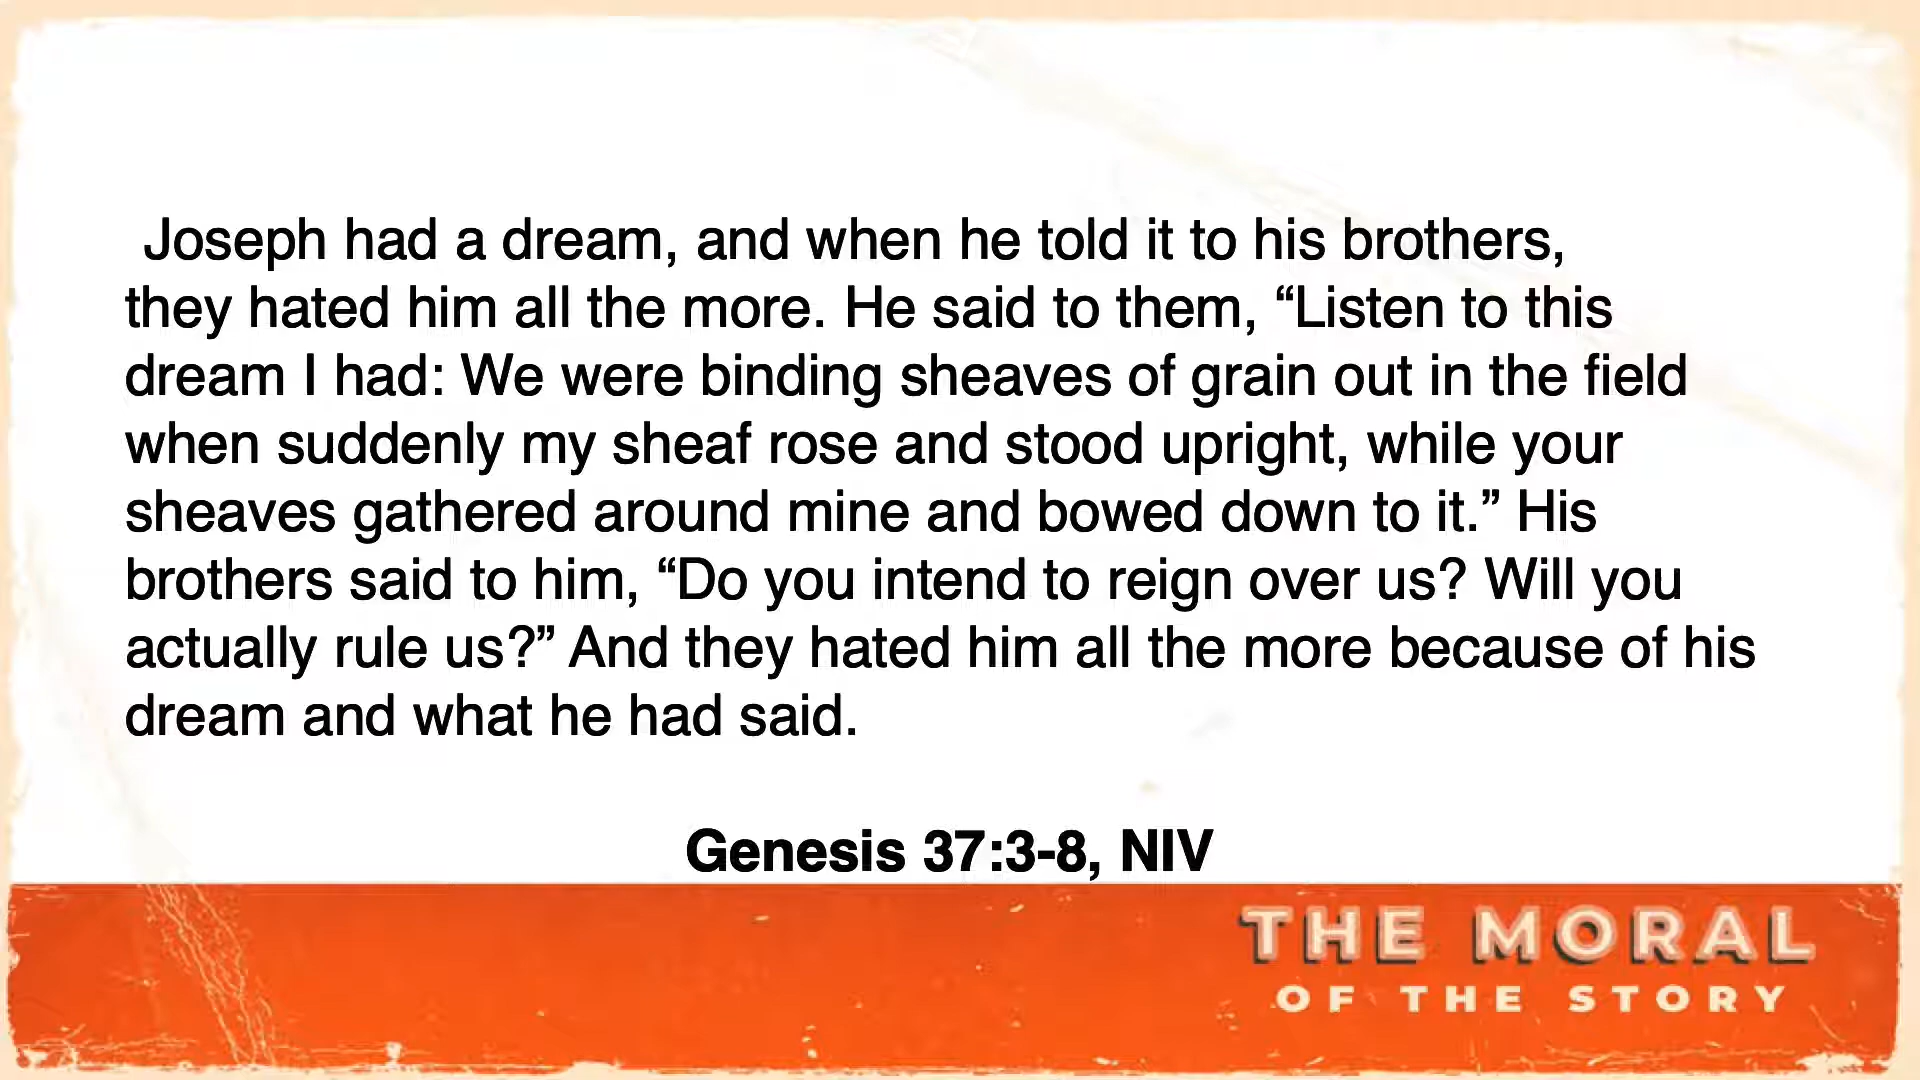 Joseph had a dream, and when he told it to his brothers,
they hated him all the more. He said to them, “Listen to this
dream I had: We were binding sheaves of grain out in the field
when suddenly my sheaf rose and stood upright, while your
sheaves gathered around mine and bowed down to it.” His
brothers said to him, “Do you intend to reign over us? Will you
actually rule us?” And they hated him all the more because of his
dream and what he had said.
Genesis 37:3-8, NIV
THE MORAL
OF THE STORY